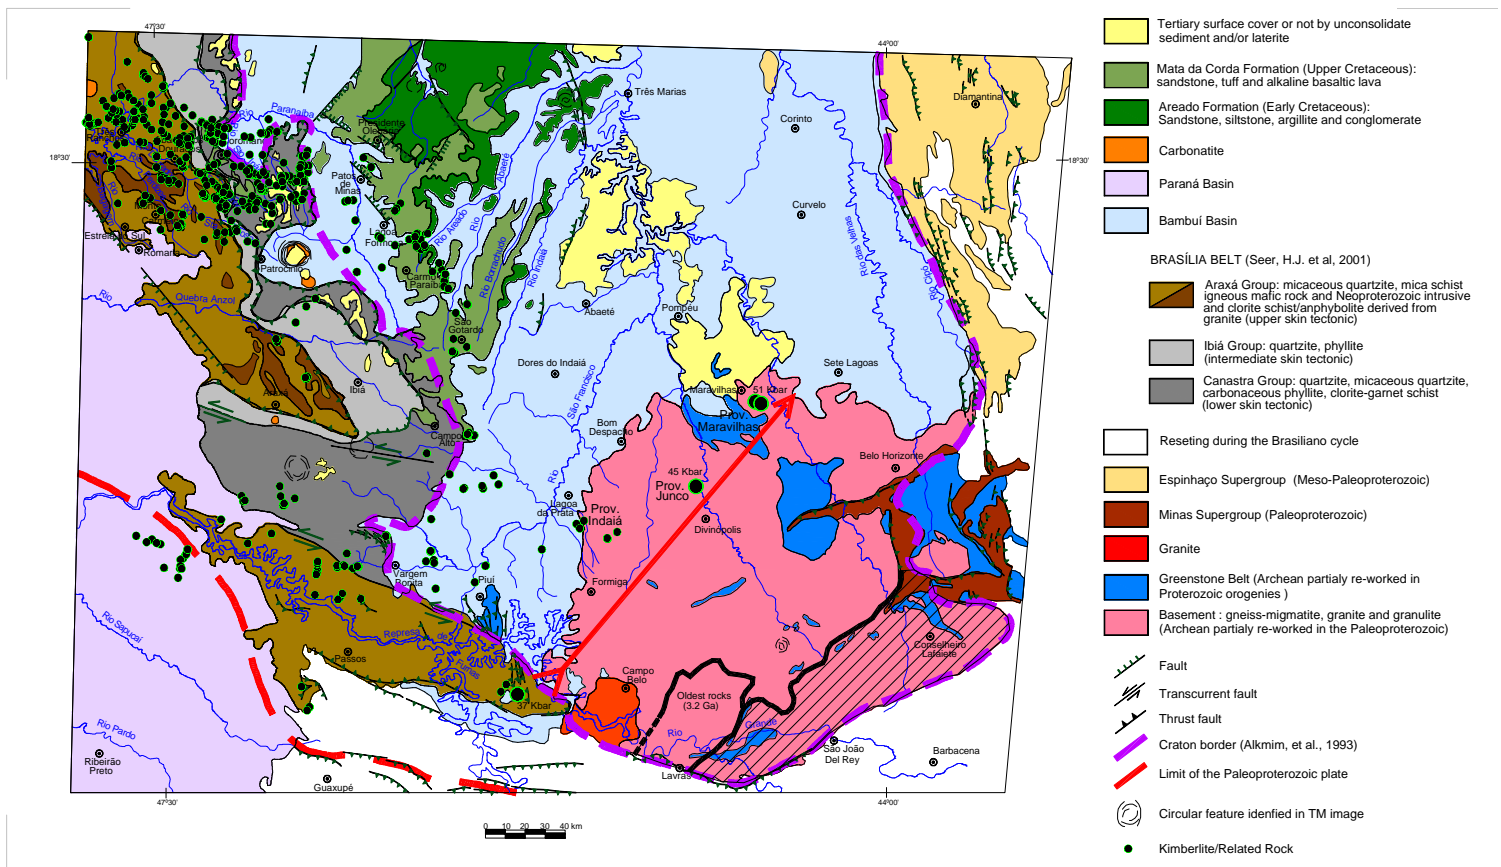 47°30'
44°00'
Tertiary surface cover or not by unconsolidate
sediment and/or laterite
Mata da Corda Formation (Upper Cretaceous):
sandstone, tuff and alkaline basaltic lava
Areado Formation (Early Cretaceous):
Sandstone, siltstone, argillite and conglomerate
Carbonatite
Paraná Basin
Bambuí Basin
BRASÍLIA BELT (Seer, H.J. et al, 2001)
Araxá Group: micaceous quartzite, mica schist
igneous mafic rock and Neoproterozoic intrusive
and clorite schist/anphybolite derived from
granite (upper skin tectonic)
Ibiá Group: quartzite, phyllite
(intermediate skin tectonic)
Canastra Group: quartzite, micaceous quartzite,
carbonaceous phyllite, clorite-garnet schist
(lower skin tectonic)
Reseting during the Brasiliano cycle
Espinhaço Supergroup (Meso-Paleoproterozoic)
Minas Supergroup (Paleoproterozoic)
Granite
Greenstone Belt (Archean partialy re-worked in
Proterozoic orogenies )
Basement : gneiss-migmatite, granite and granulite
(Archean partialy re-worked in the Paleoproterozoic)
Fault
Transcurrent fault
Thrust fault
Craton border (Alkmim, et al., 1993)
Limit of the Paleoproterozoic plate
Circular feature idenfied in TM image
Kimberlite/Related Rock
Três Marias
Diamantina
Corinto
Rio
Paranaíba
Presidente
Olegário
18°30'
18°30'
Patos
de
Minas
Abaeté
Rio
Rio Areado
Curvelo
Rio das Velhas
Lagoa
Formosa
Estrela do Sul
Romaria
Patrocínio
Carmo
Paraíba
Rio Borrachudo
Rio Indaiá
Rio Cipó
Rio
Quebra Anzol
São
Gotardo
Abaeté
Pompéu
Dores do Indaiá
Sete Lagoas
São Francisco
Rio
Ibiá
Araxá
Maravilhas
51 Kbar
Prov.
Maravilhas
Campo
Alto
Bom
Despacho
Belo Horizonte
45 Kbar
Prov.
Junco
Lagoa
da Prata
Prov.
Indaiá
Divinópolis
Vargem
Bonita
Piuí
Formiga
Rio Sapucaí
Represa de
Furnas
Passos
Conselheiro
Lafaiete
Campo
Belo
Oldest rocks
(3.2 Ga)
37 Kbar
Rio Pardo
Rio
Grande
Ribeirão
Preto
São João
Del Rey
Barbacena
Lavras
Guaxupé
47°30'
44°00'
0 10 20 30 40 km